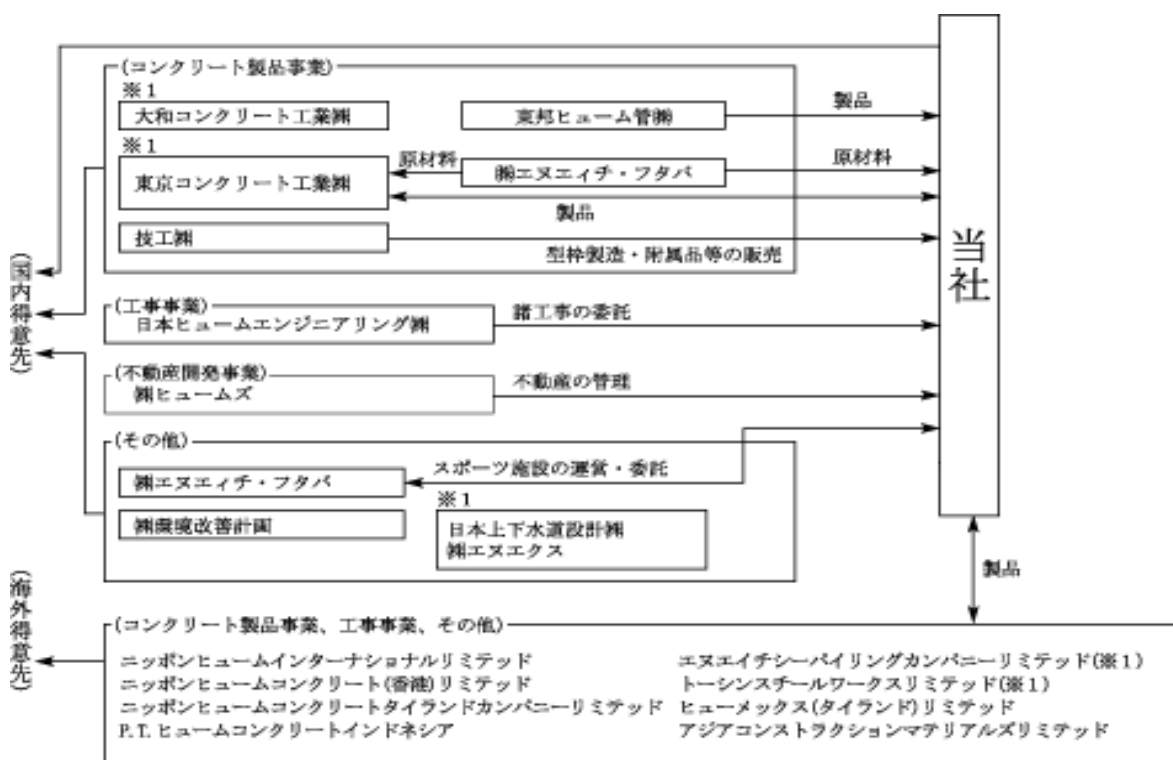 (コンクリート製品事業)
※1
大和コンクリート工業㈱
東邦ヒューム管㈱
製品
※1
東京コンクリート工業㈱
原材料
㈱エヌエィチ・フタバ
原材料
製品
技工㈱
型枠製造・附属品等の販売
当社
(国内得意先)
(工事事業)
日本ヒュームエンジニアリング㈱
諸工事の委託
(不動産開発事業)
㈱ヒュームズ
不動産の管理
(その他)
㈱エヌエィチ・フタバ
スポーツ施設の運営・委託
㈱環境改善計画
※1
日本上下水道設計㈱
㈱エヌエクス
製品
(海外得意先)
(コンクリート製品事業、工事事業、その他)
ニッポンヒュームインターナショナルリミテッド
ニッポンヒュームコンクリート(香港)リミテッド
ニッポンヒュームコンクリートタイランドカンパニーリミテッド
P.T.ヒュームコンクリートインドネシア
エヌエイチシーパイリングカンパニーリミテッド(※1)
トーシンスチールワークスリミテッド(※1)
ヒューメックス(タイランド)リミテッド
アジアコンストラクションマテリアルズリミテッド